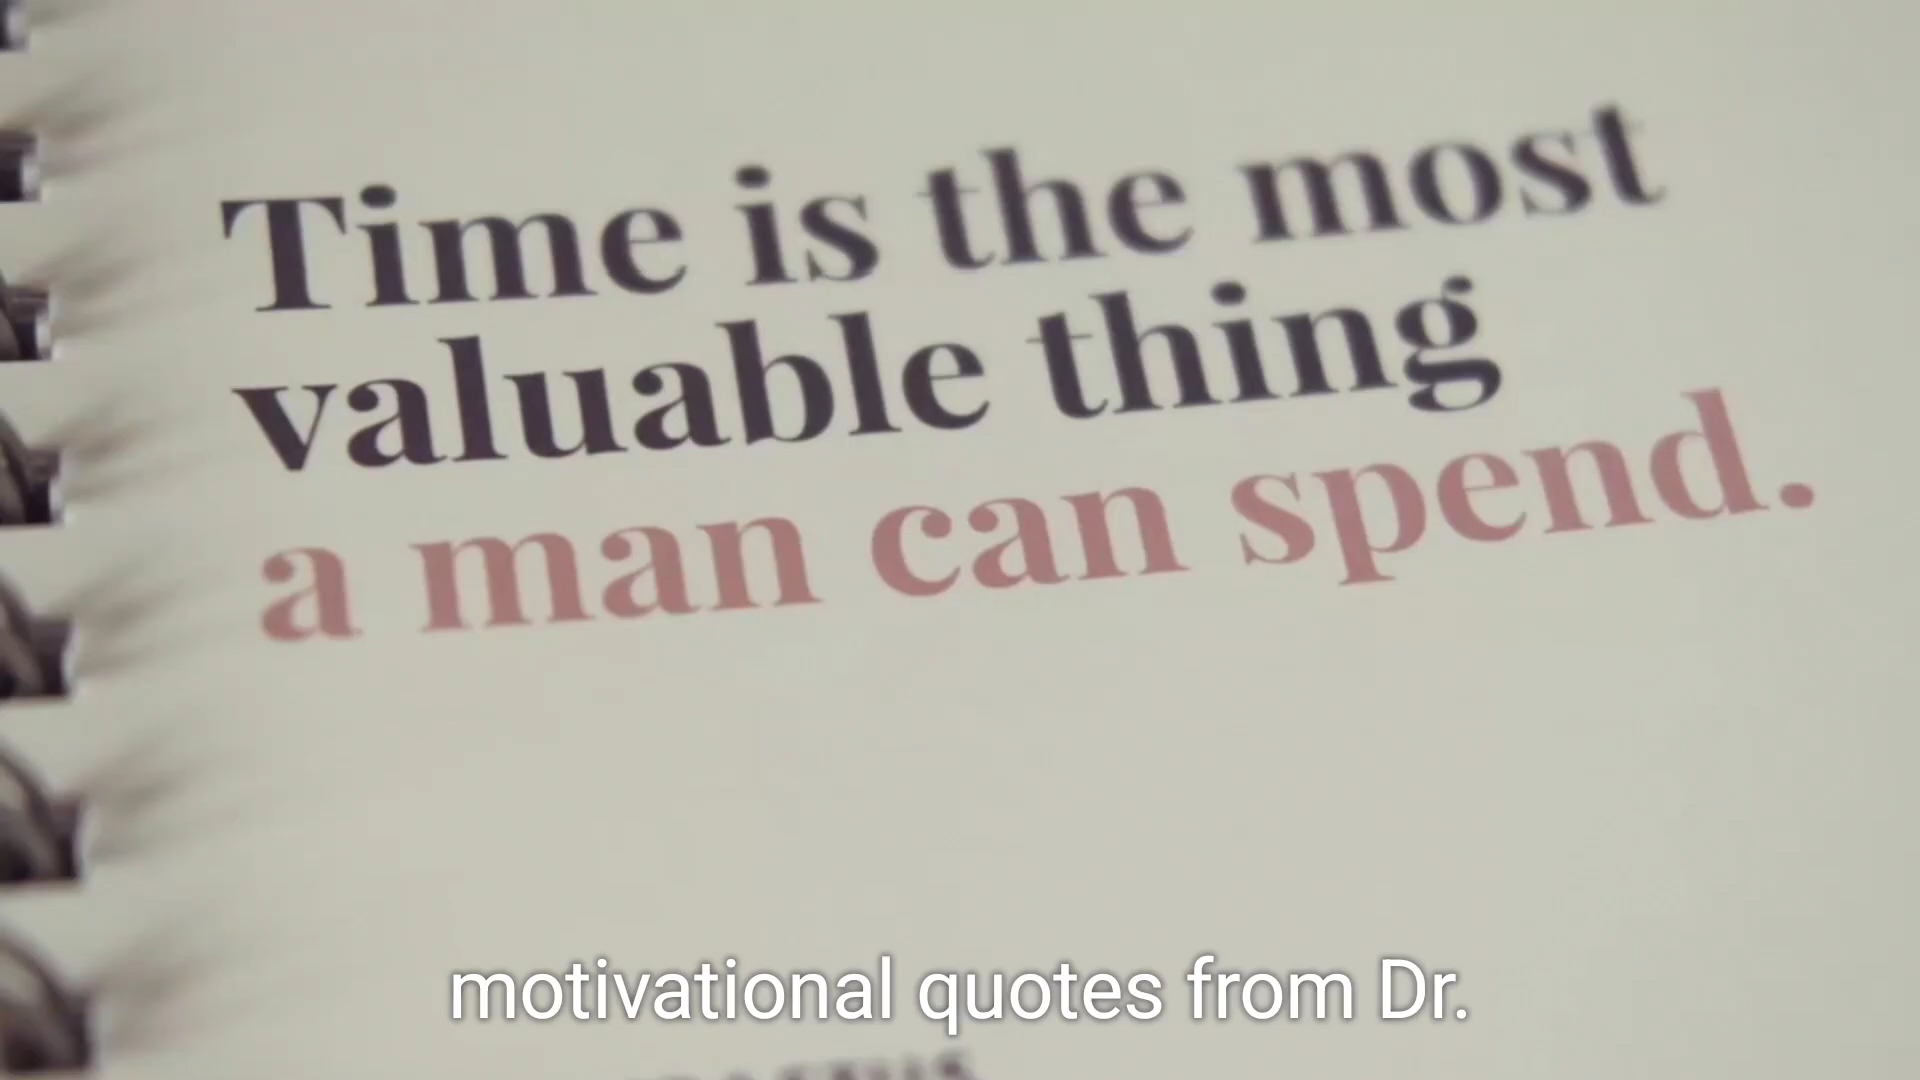 Time is the most
valuable thing
a man can spend.
motivational quotes from Dr.